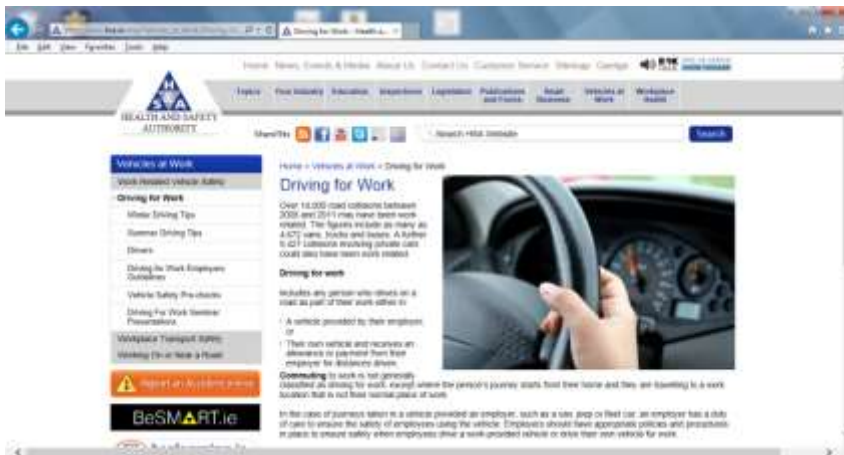 Driving for Work - Health a...
File Edit View Favorites Tools Help
Home News, Events & Media About Us Contact Us Customer Service Sitemap Gaeilge
Topics Your Industry Education Inspections Legislation Publications and Forms Smart Business Vehicles at Work Workplace Health
HEALTH AND SAFETY
AUTHORITY
Share this
Search HSA Website
Search
Vehicles at Work
Work Related Vehicle Safety
Driving for Work
Winter Driving Tips
Summer Driving Tips
Drivers
Driving for Work Employers
Guidelines
Vehicle Safety Pre-checks
Driving For Work Seminar
Presentations
Workplace Transport Safety
Working On or Near a Road
Report an Accident
BeSMART.ie
Home > Vehicles at Work > Driving for Work
Driving for Work
Over 14,000 road collisions between
2008 and 2011 may have been work
related. The figures include as many as
4,672 vans, trucks and buses. A further
9,427 collisions involving private cars
could also have been work related.
Driving for work
includes any person who drives on a
road as part of their work either in:
A vehicle provided by their employer,
or
Their own vehicle and receives an
allowance or payment from their
employer for distances driven.
Commuting to work is not generally
classified as driving for work, except where the person's journey starts from their home and they are travelling to a work
location that is not their normal place of work.
In the case of journeys taken in a vehicle provided an employer, such as a van, jeep or fleet car, an employer has a duty
of care to ensure the safety of employees using the vehicle. Employers should have appropriate policies and procedures
in place to ensure safety when employees drive a work-provided vehicle or drive their own vehicle for work.